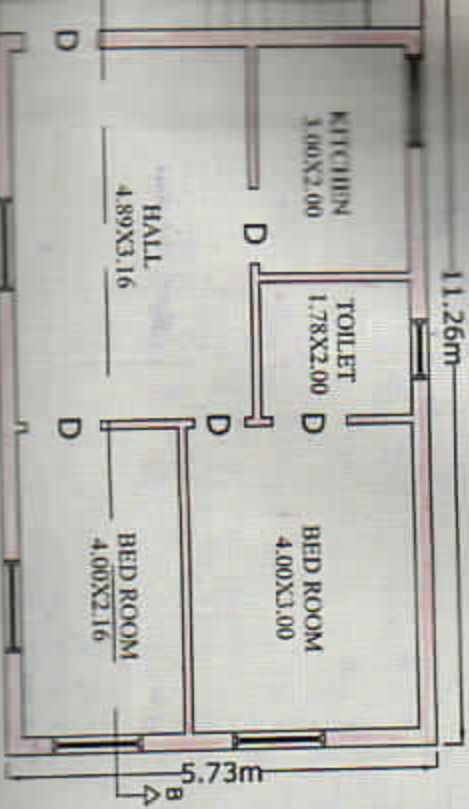 D
KITCHEN
3.00X2.00
D
HALL
4.89X3.16
TOILET
1.78X2.00
11.26m
D
D
D
BED ROOM
4.00X3.00
BED ROOM
4.00X2.16
5.73m
B